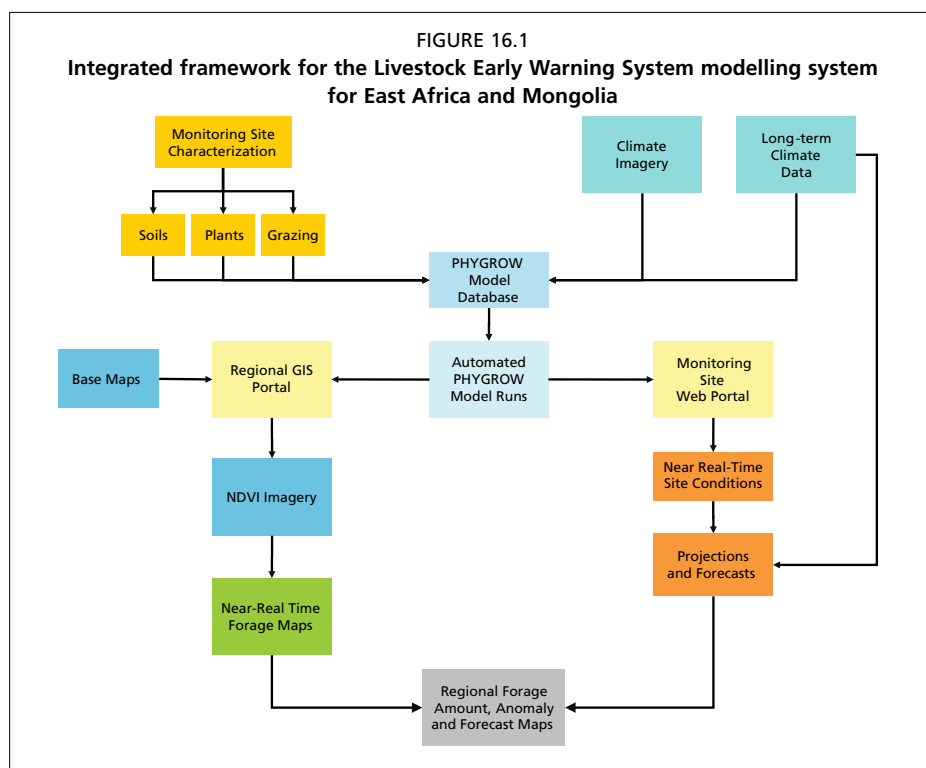 FIGURE 16.1
Integrated framework for the Livestock Early Warning System modelling system
for East Africa and Mongolia
Monitoring Site
Characterization
Climate
Imagery
Long-term
Climate
Data
Soils
Plants
Grazing
PHYGROW
Model
Database
Base Maps
Regional GIS
Portal
Automated
PHYGROW
Model Runs
Monitoring
Site
Web Portal
NDVI Imagery
Near Real-Time
Site Conditions
Projections
and Forecasts
Near-Real Time
Forage Maps
Regional Forage
Amount, Anomaly
and Forecast Maps